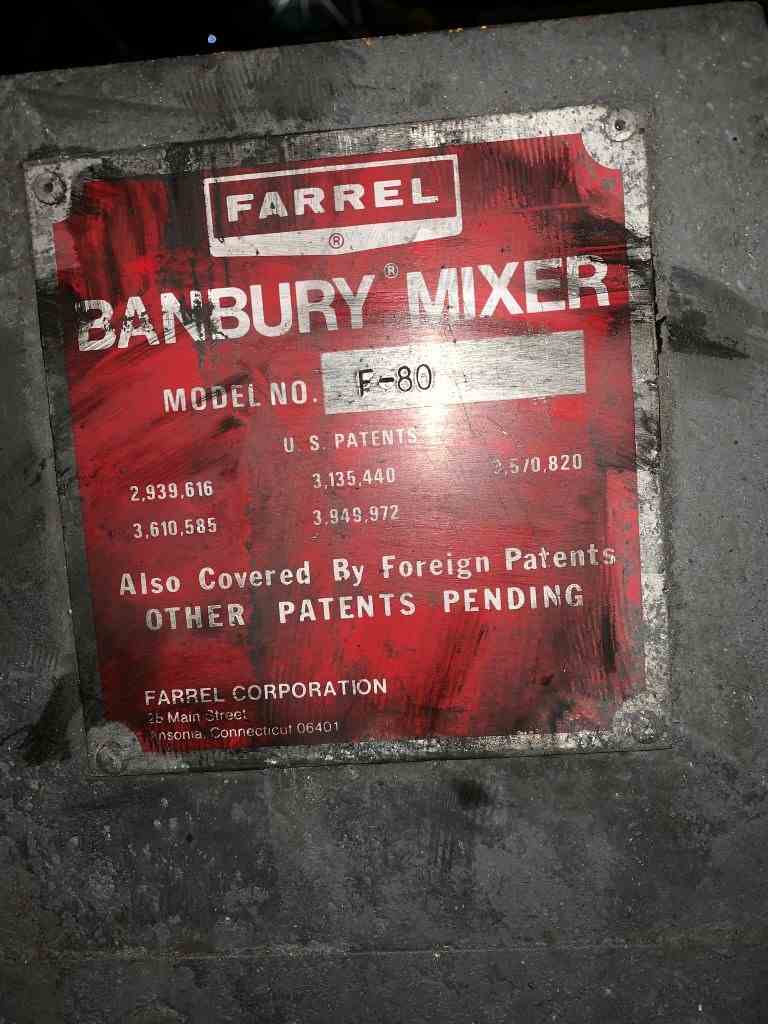 FARREL
®
BANBURY® MIXER
MODEL NO. F-80
U. S. PATENTS
2,939,616 3,135,440 3,570,820
3,610,585 3,949,972
Also Covered By Foreign Patents
OTHER PATENTS PENDING
FARREL CORPORATION
25 Main Street
Ansonia, Connecticut 06401